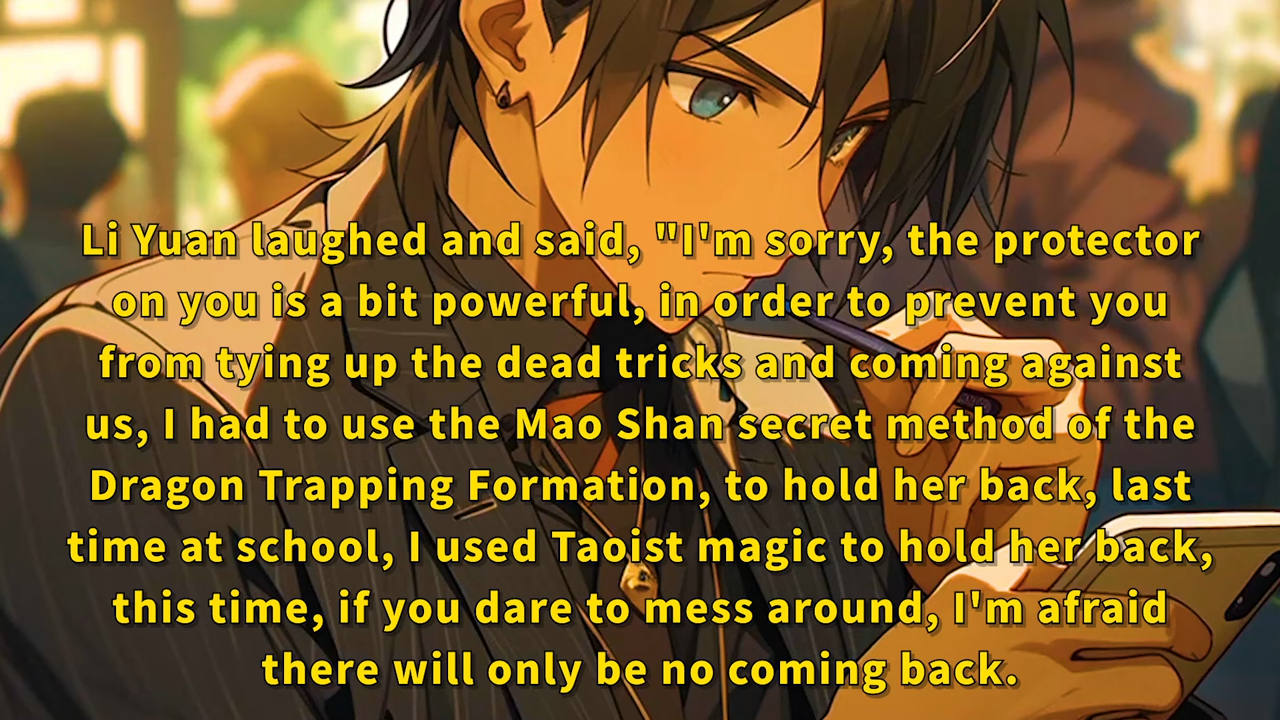 Li Yuan laughed and said, "I'm sorry, the protector
on you is a bit powerful, in order to prevent you
from tying up the dead tricks and coming against
us, I had to use the Mao Shan secret method of the
Dragon Trapping Formation, to hold her back, last
time at school, I used Taoist magic to hold her back,
this time, if you dare to mess around, I'm afraid
there will only be no coming back.